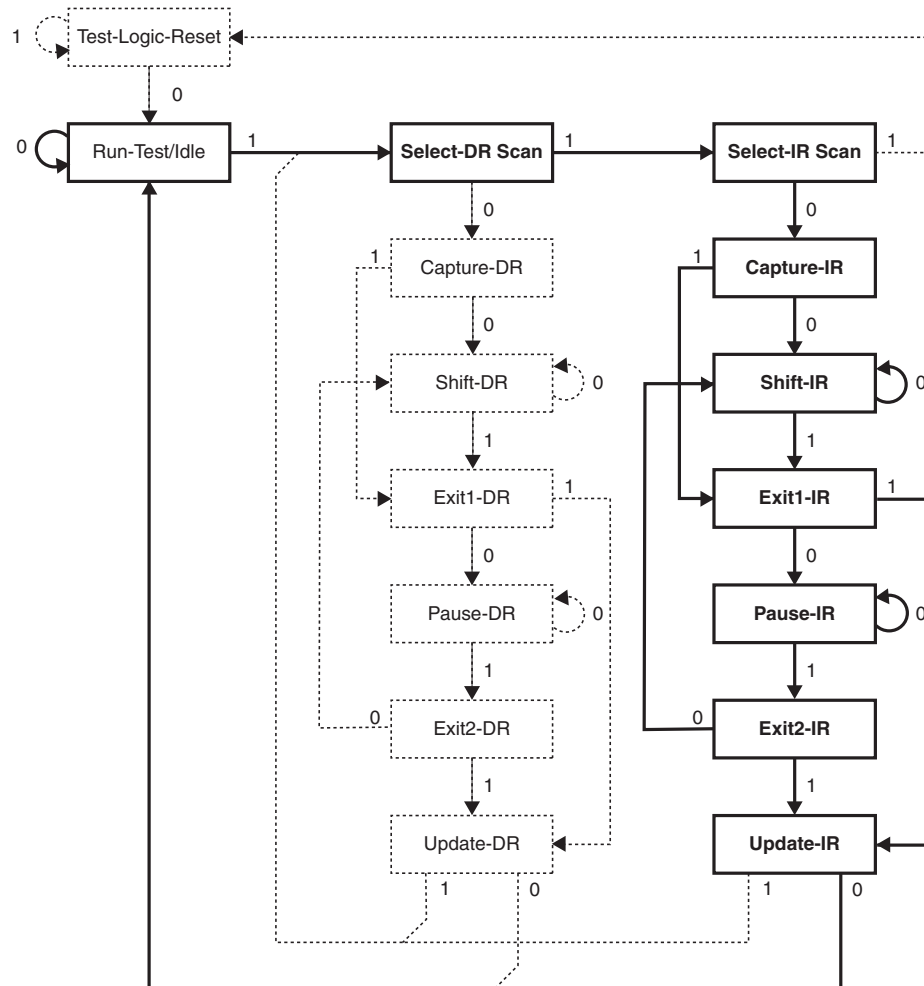 1 Test-Logic-Reset
0
0 Run-Test/Idle 1 Select-DR Scan 1 Select-IR Scan 1
0 0
1 Capture-DR 1 Capture-IR
0 0
Shift-DR 0 Shift-IR 0
1 1
Exit1-DR 1 Exit1-IR 1
0 0
Pause-DR 0 Pause-IR 0
1 1
0 Exit2-DR 0 Exit2-IR
1 1
Update-DR Update-IR
1 0 1 0